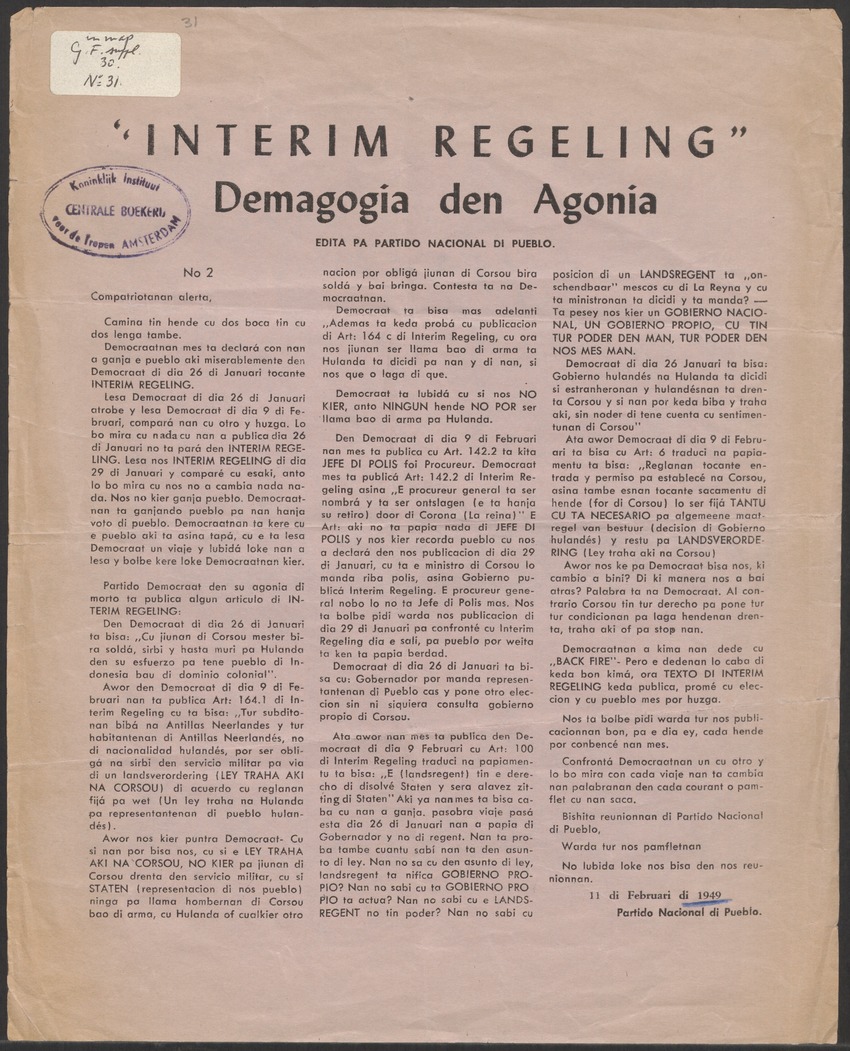 31
in map
G. F. suppl.
30.
No 31.
"INTERIM REGELING"
Koninklijk Instituut
CENTRALE BOEKERIJ
voor de Tropen AMSTERDAM
Demagogia den Agonia
EDITA PA PARTIDO NACIONAL DI PUEBLO.
No 2
Compatriotanan alerta,
Camina tin hende cu dos boca tin cu
dos lenga tambe.
Democraatnan mes ta declará con nan
a ganja e pueblo aki miserablemente den
Democraat di dia 26 di Januari tocante
INTERIM REGELING.
Lesa Democraat di dia 26 di Januari
atrobe y lesa Democraat di dia 9 di Fe-
bruari, compará nan cu otro y huzga. Lo
bo mira cu nada cu nan a publica dia 26
di Januari no ta pará den INTERIM REGE-
LING. Lesa nos INTERIM REGELING di dia
29 di Januari y compará cu esaki, anto
lo bo mira cu nos no a cambia nada na-
da. Nos no kier ganja pueblo. Democraat-
nan ta ganjando pueblo pa nan hanja
voto di pueblo. Democraatnan ta kere cu
e pueblo aki ta asina tapá, cu e ta lesa
Democraat un viaje y lubidá loke nan a
lesa y bolbe kere loke Democraatnan kier.
Partido Democraat den su agonia di
morto ta publica algun articulo di IN-
TERIM REGELING:
Den Democraat di dia 26 di Januari
ta bisa: „Cu jiunan di Corsou mester bi-
ra soldá, sirbi y hasta muri pa Hulanda
den su esfuerzo pa tene pueblo di In-
donesia bau di dominio colonial".
Awor den Democraat di dia 9 di Fe-
bruari nan ta publica Art: 164.1 di In-
terim Regeling cu ta bisa: „Tur subdito-
nan bibá na Antillas Neerlandes y tur
habitantenan di Antillas Neerlandés, no
di nacionalidad hulandés, por ser obli-
gá na sirbi den servicio militar pa via
di un landsverordering (LEY TRAHA AKI
NA CORSOU) di acuerdo cu reglanan
fijá pa wet (Un ley traha na Hulanda
pa representantenan di pueblo hulan-
dés).
Awor nos kier puntra Democraat- Cu
si nan por bisa nos, cu si e LEY TRAHA
AKI NA CORSOU, NO KIER pa jiunan di
Corsou drenta den servicio militar, cu si
STATEN (representacion di nos pueblo)
ninga pa llama hombernan di Corsou
bao di arma, cu Hulanda of cualkier otro
nacion por obligá jiunan di Corsou bira
soldá y bai bringa. Contesta ta na De-
mocraatnan.
Democraat ta bisa mas adelanti
„Ademas ta keda probá cu publicacion
di Art: 164 c di Interim Regeling, cu ora
nos jiunan ser llama bao di arma ta
Hulanda ta dicidi pa nan y di nan, si
nos que o laga di que.
Democraat ta lubidá cu si nos NO
KIER, anto NINGUN hende NO POR ser
llama bao di arma pa Hulanda.
Den Democraat di dia 9 di Februari
nan mes ta publica cu Art. 142.2 ta kita
JEFE DI POLIS foi Procureur. Democraat
mes ta publicá Art: 142.2 di Interim Re-
geling asina „E procureur general ta ser
nombrá y ta ser ontslagen (e ta hanja
su retiro) door di Corona (La reina)" E
Art: aki no ta papia nada di JEFE DI
POLIS y nos kier recorda pueblo cu nos
a declará den nos publicacion di dia 29
di Januari, cu ta e ministro di Corsou lo
manda riba polis, asina Gobierno pu-
blicá Interim Regeling. E procureur gene-
ral nobo lo no ta Jefe di Polis mas. Nos
ta bolbe pidi warda nos publicacion di
dia 29 di Januari pa confronté cu Interim
Regeling dia e sali, pa pueblo por weita
ta ken ta papia berdad.
Democraat di dia 26 di Januari ta bi-
sa cu: Gobernador por manda represen-
tantenan di Pueblo cas y pone otro elec-
cion sin ni siquiera consulta gobierno
propio di Corsou.
Ata awor nan mes ta publica den De-
mocraat di dia 9 Februari cu Art: 100
di Interim Regeling traduci na papiamen-
tu ta bisa: „E (landsregent) tin e dere-
cho di disolvé Staten y sera alavez zit-
ting di Staten" Aki ya nan mes ta bisa ca-
ba cu nan a ganja. pasobra viaje pasá
esta dia 26 di Januari nan a papia di
Gobernador y no di regent. Nan ta pro-
ba tambe cuantu sabi nan ta den asun-
to di ley. Nan no sa cu den asunto di ley,
landsregent ta nifica GOBIERNO PRO-
PIO? Nan no sabi cu ta GOBIERNO PRO
PIO ta actua? Nan no sabi cu e LANDS-
REGENT no tin poder? Nan no sabi cu
posicion di un LANDSREGENT ta „on-
schendbaar" mescos cu di La Reyna y cu
ta ministronan ta dicidi y ta manda? —
Ta pesey nos kier un GOBIERNO NACIO-
NAL, UN GOBIERNO PROPIO, CU TIN
TUR PODER DEN MAN, TUR PODER DEN
NOS MES MAN.
Democraat di dia 26 Januari ta bisa:
Gobierno hulandés na Hulanda ta dicidi
si estranheronan y hulandésnan ta dren-
ta Corsou y si nan por keda biba y traha
aki, sin noder di tene cuenta cu sentimen-
tunan di Corsou"
Ata awor Democraat di dia 9 di Febru-
ari ta bisa cu Art: 6 traduci na papia-
mentu ta bisa: „Reglanan tocante en-
trada y permiso pa establecé na Corsou,
asina tambe esnan tocante sacamentu di
hende (for di Corsou) lo ser fijá TANTU
CU TA NECESARIO pa algemeene maat-
regel van bestuur (decision di Gobierno
hulandés) y restu pa LANDSVERORDE-
RING (Ley traha aki na Corsou)
Awor nos ke pa Democraat bisa nos, ki
cambio a bini? Di ki manera nos a bai
atras? Palabra ta na Democraat. Al con-
trario Corsou tin tur derecho pa pone tur
tur condicionan pa laga hendenan dren-
ta, traha aki of pa stop nan.
Democraatnan a kima nan dede cu
„BACK FIRE"- Pero e dedenan lo caba di
keda bon kimá, ora TEXTO DI INTERIM
REGELING keda publica, promé cu elec-
cion y cu pueblo mes por huzga.
Nos ta bolbe pidi warda tur nos publi-
cacionnan bon, pa e dia ey, cada hende
por conbencé nan mes.
Confrontá Democraatnan un cu otro y
lo bo mira con cada viaje nan ta cambia
nan palabranan den cada courant o pam-
flet cu nan saca.
Bishita reunionnan di Partido Nacional
di Pueblo,
Warda tur nos pamfletnan
No lubida loke nos bisa den nos reu-
nionnan.
11 di Februari di 1949
Partido Nacional di Pueblo.